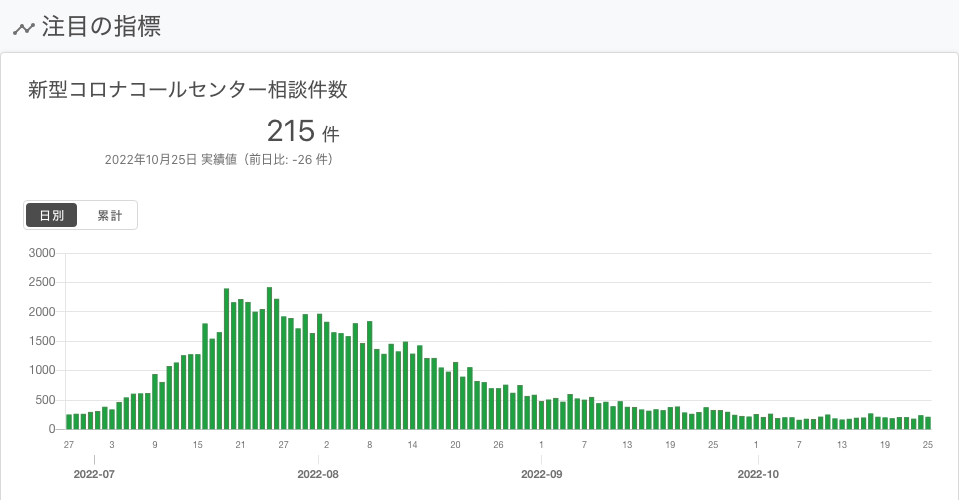 注目の指標
新型コロナコールセンター相談件数
215 件
2022年10月25日 実績値（前日比: -26 件）
日別 累計
3000
2500
2000
1500
1000
500
0
27 3 9 15 21 27 2 8 14 20 26 1 7 13 19 25 1 7 13 19 25
2022-07 2022-08 2022-09 2022-10